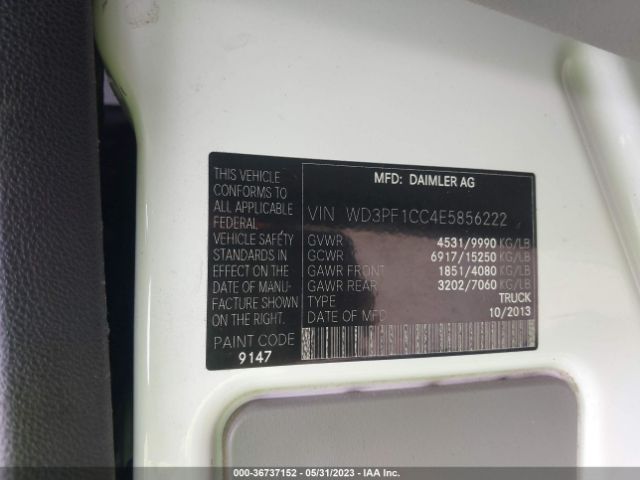 THIS VEHICLE
CONFORMS TO
ALL APPLICABLE
FEDERAL
VEHICLE SAFETY
STANDARDS IN
EFFECT ON THE
DATE OF MANU-
FACTURE SHOWN
ON THE RIGHT.
PAINT CODE
9147
MFD: DAIMLER AG
VIN WD3PF1CC4E5856222
GVWR 4531/9990 KG/LB
GCWR 6917/15250 KG/LB
GAWR FRONT 1851/4080 KG/LB
GAWR REAR 3202/7060 KG/LB
TYPE TRUCK
DATE OF MFD 10/2013
000-36737152 - 05/31/2023 - IAA Inc.